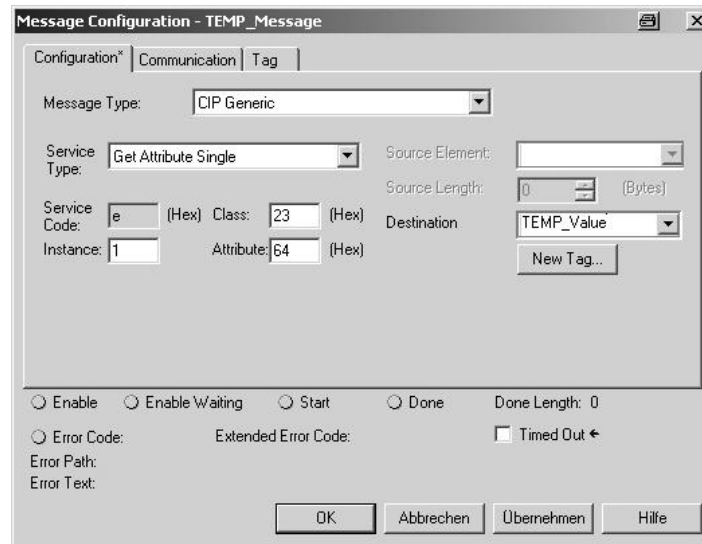 Message Configuration - TEMP_Message
Configuration* Communication Tag
Message Type: CIP Generic
Service Type: Get Attribute Single
Source Element:
Source Length: 0 (Bytes)
Service Code: e (Hex) Class: 23 (Hex)
Destination TEMP_Value
Instance: 1 Attribute: 64 (Hex)
New Tag...
Enable Enable Waiting Start Done Done Length: 0
Error Code: Extended Error Code: Timed Out ←
Error Path:
Error Text:
OK Abbrechen Übernehmen Hilfe